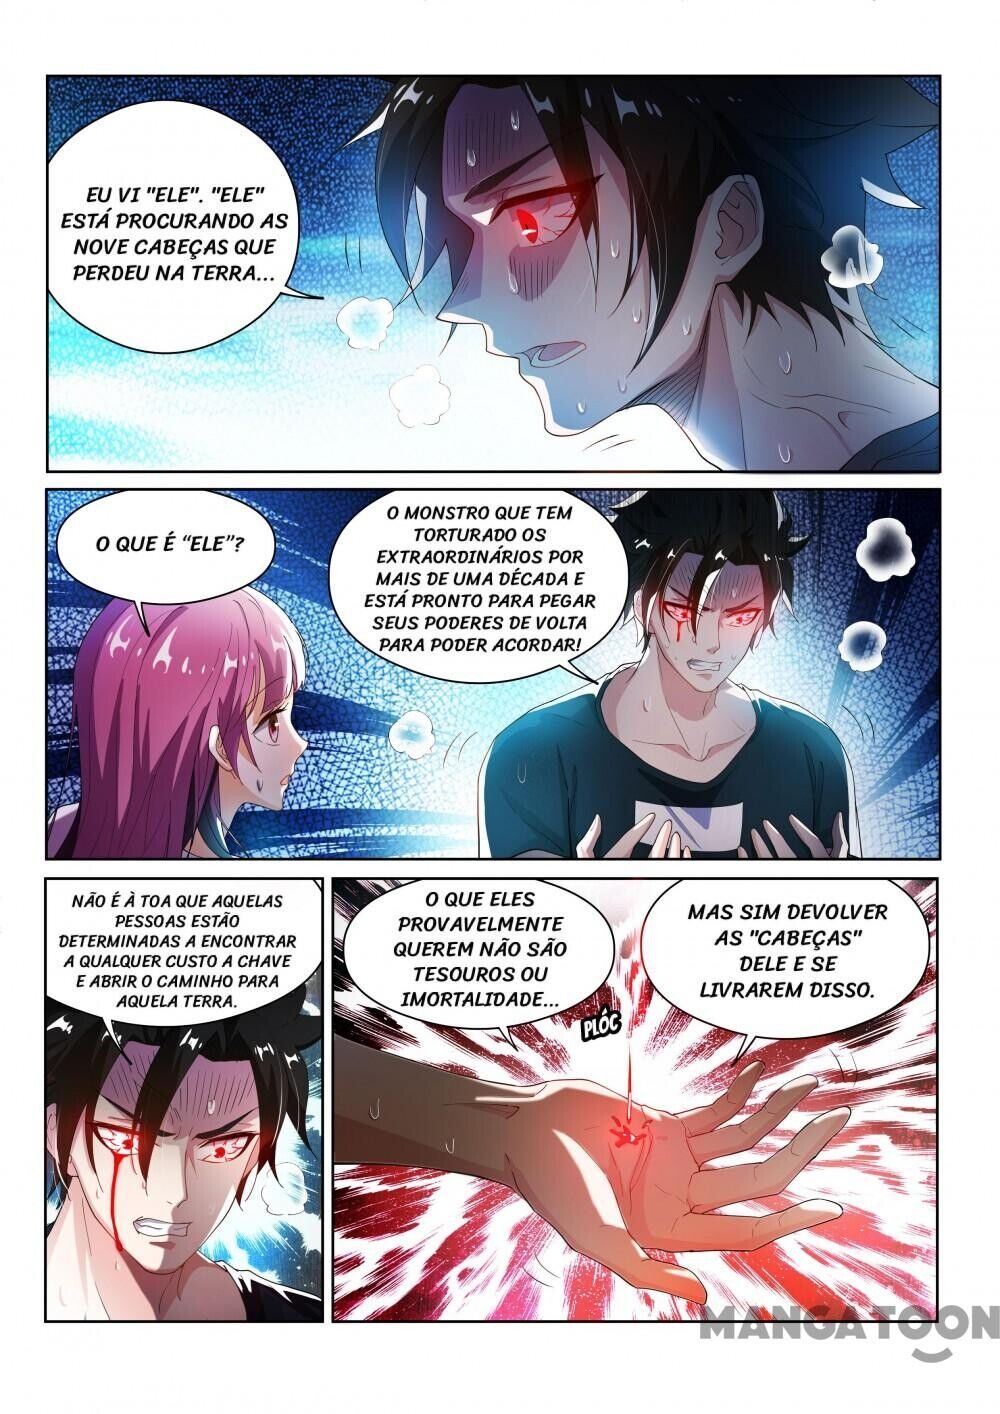 EU VI "ELE". "ELE"
ESTÁ PROCURANDO AS
NOVE CABEÇAS QUE
PERDEU NA TERRA...
O QUE É “ELE”?
O MONSTRO QUE TEM
TORTURADO OS
EXTRAORDINÁRIOS POR
MAIS DE UMA DÉCADA E
ESTÁ PRONTO PARA PEGAR
SEUS PODERES DE VOLTA
PARA PODER ACORDAR!
NÃO É À TOA QUE AQUELAS
PESSOAS ESTÃO
DETERMINADAS A ENCONTRAR
A QUALQUER CUSTO A CHAVE
E ABRIR O CAMINHO PARA
AQUELA TERRA.
O QUE ELES
PROVAVELMENTE
QUEREM NÃO SÃO
TESOUROS OU
IMORTALIDADE...
PLÓC
MAS SIM DEVOLVER
AS "CABEÇAS"
DELE E SE
LIVRAREM DISSO.
MANGATOON